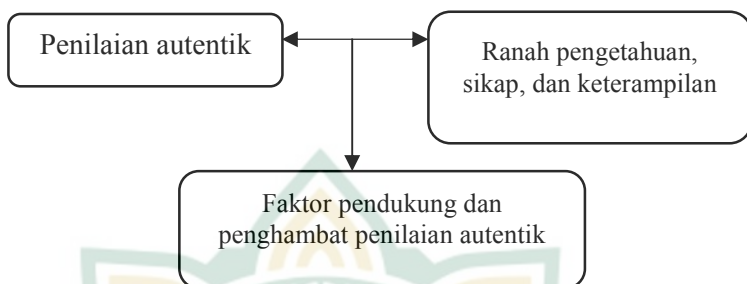 Penilaian autentik
Ranah pengetahuan,
sikap, dan keterampilan
Faktor pendukung dan
penghambat penilaian autentik